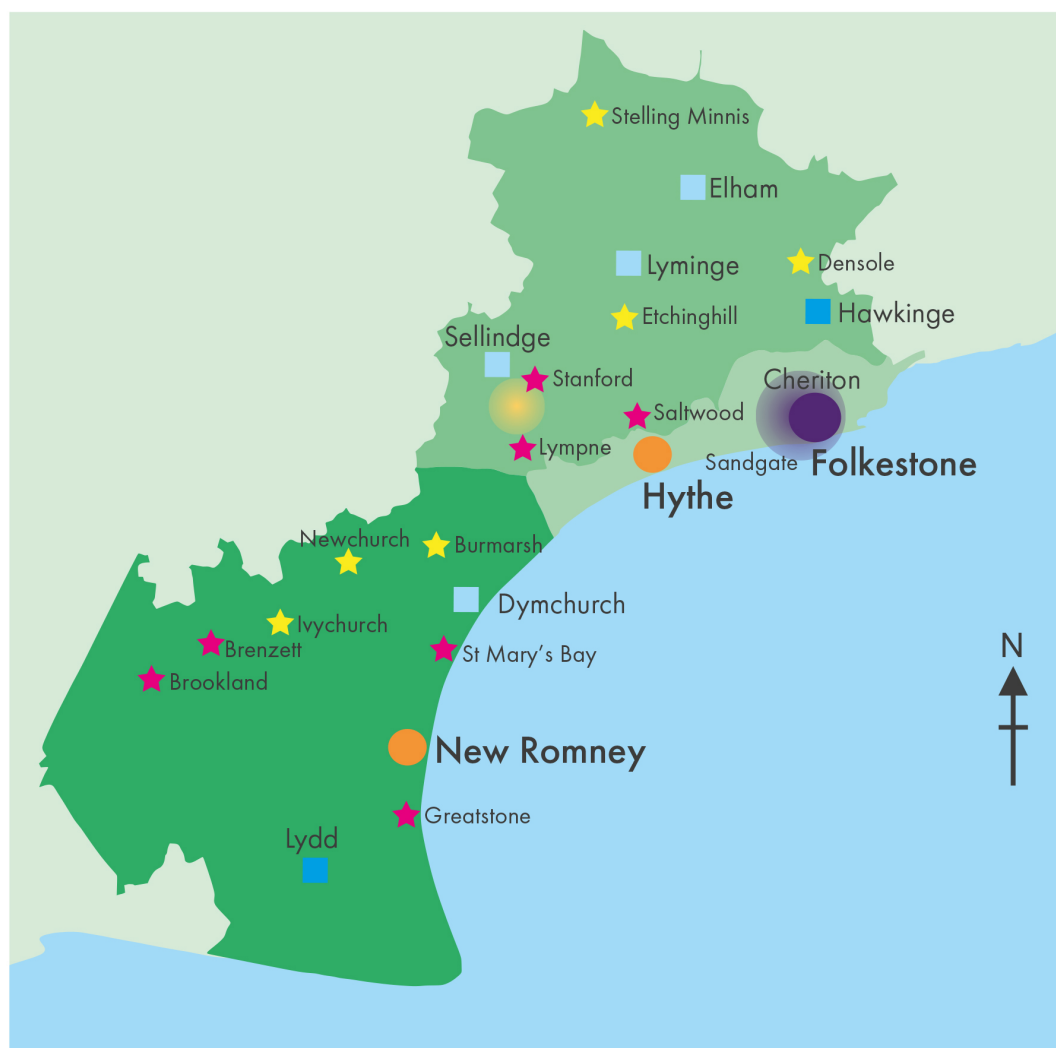 Stelling Minnis
Elham
Lyminge
Densole
Etchinghill
Hawkinge
Sellindge
Stanford
Cheriton
Saltwood
Lympne
Sandgate
Folkestone
Hythe
Newchurch
Burmarsh
Dymchurch
Ivychurch
Brenzett
St Mary's Bay
N
Brookland
New Romney
Greatstone
Lydd